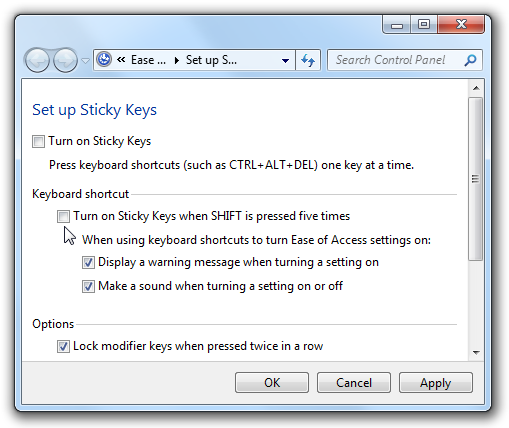 « Ease ... Set up S... Search Control Panel
Set up Sticky Keys
Turn on Sticky Keys
Press keyboard shortcuts (such as CTRL+ALT+DEL) one key at a time.
Keyboard shortcut
Turn on Sticky Keys when SHIFT is pressed five times
When using keyboard shortcuts to turn Ease of Access settings on:
Display a warning message when turning a setting on
Make a sound when turning a setting on or off
Options
Lock modifier keys when pressed twice in a row
OK Cancel Apply